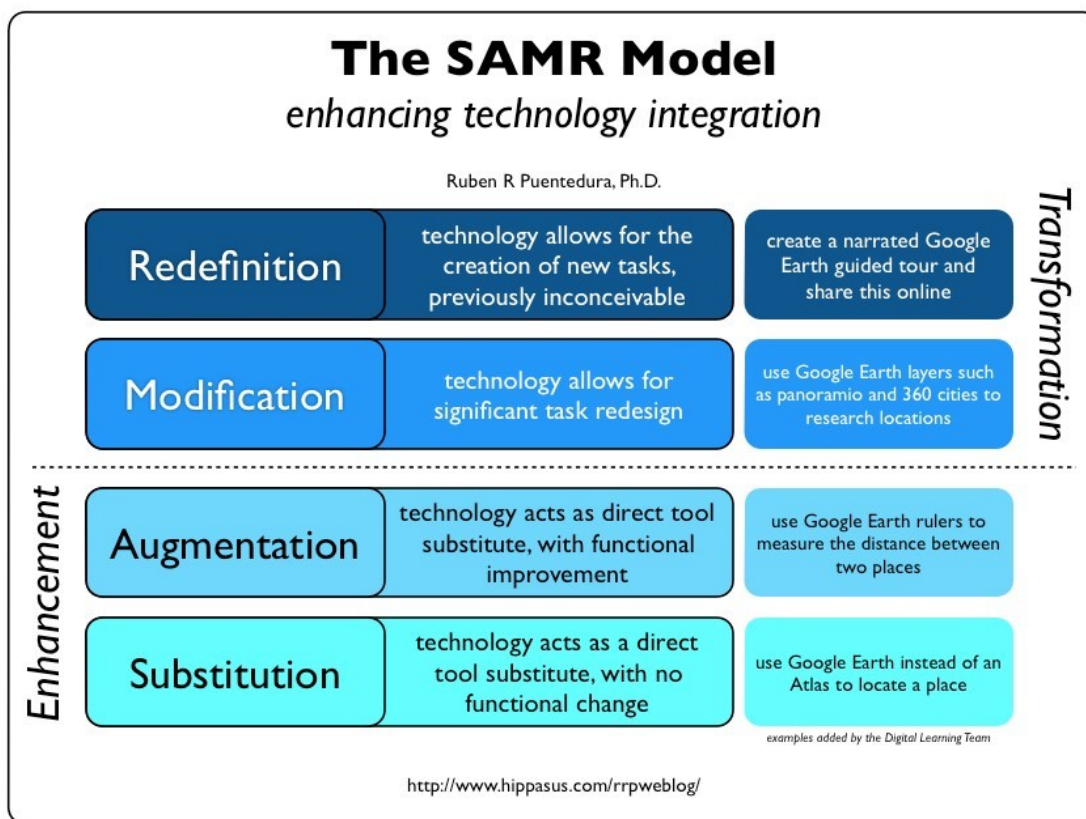 The SAMR Model
enhancing technology integration
Ruben R Puentedura, Ph.D.
Transformation
Redefinition
technology allows for the
creation of new tasks,
previously inconceivable
create a narrated Google
Earth guided tour and
share this online
Modification
technology allows for
significant task redesign
use Google Earth layers such
as panoramio and 360 cities to
research locations
Enhancement
Augmentation
technology acts as direct tool
substitute, with functional
improvement
use Google Earth rulers to
measure the distance between
two places
Substitution
technology acts as a direct
tool substitute, with no
functional change
use Google Earth instead of an
Atlas to locate a place
examples added by the Digital Learning Team
http://www.hippasus.com/rrpweblog/